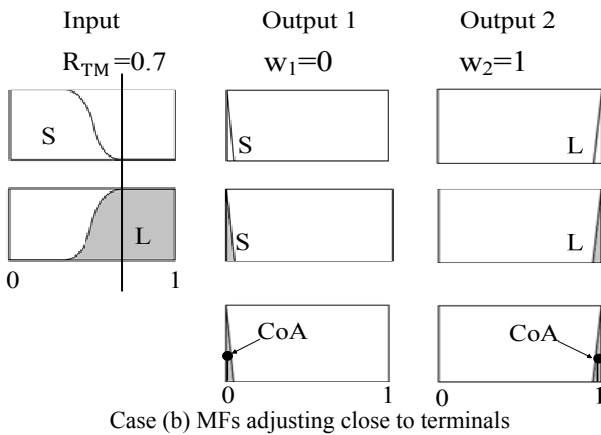 Input Output 1 Output 2
R_TM=0.7 w₁=0 w₂=1
S S L
L S L
0 1
CoA CoA
0 1 0 1
Case (b) MFs adjusting close to terminals